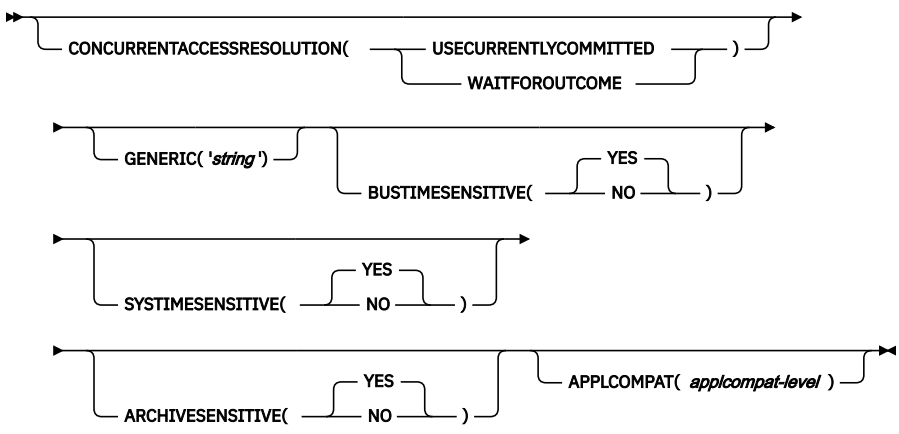 CONCURRENTACCESSRESOLUTION( USECURRENTLYCOMMITTED )
WAITFOROUTCOME
GENERIC( 'string')
BUSTIMESENSITIVE( YES
NO )
SYSTIMESENSITIVE( YES
NO )
ARCHIVESENSITIVE( YES
NO )
APPLCOMPAT( applcompat-level )